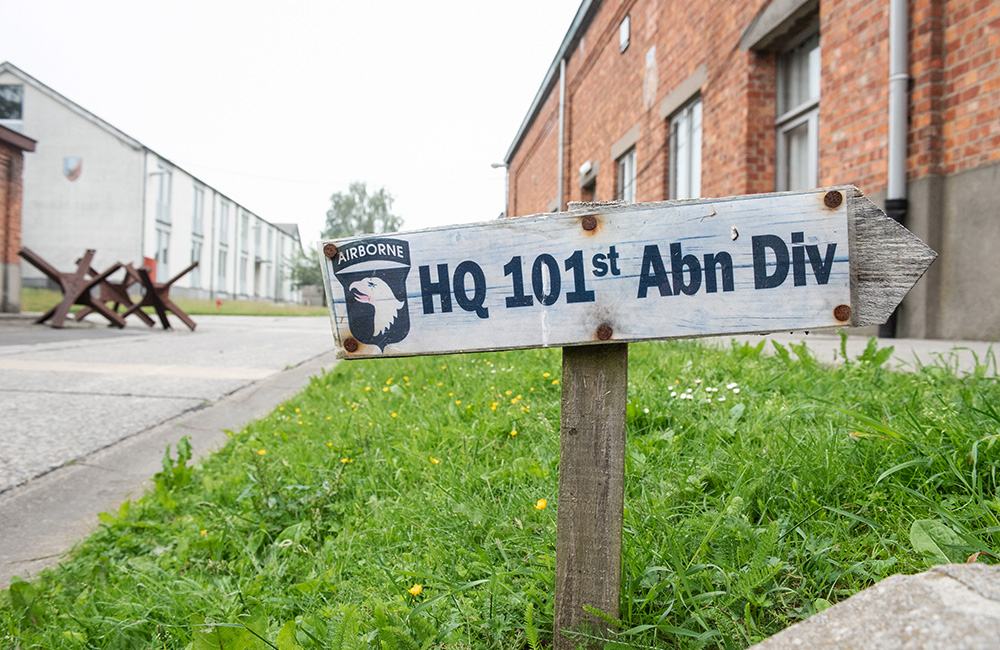 AIRBORNE
HQ 101st Abn Div